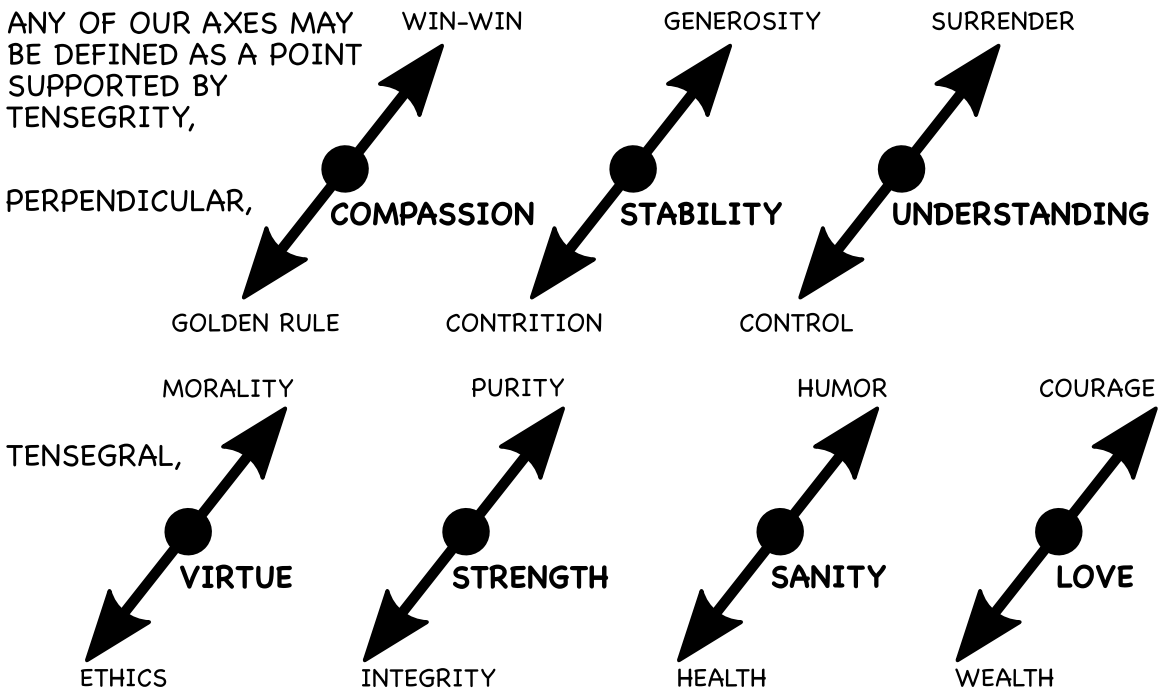 ANY OF OUR AXES MAY
BE DEFINED AS A POINT
SUPPORTED BY
TENSEGRITY,
WIN-WIN
GENEROSITY
SURRENDER
PERPENDICULAR,
COMPASSION
STABILITY
UNDERSTANDING
GOLDEN RULE
CONTRITION
CONTROL
MORALITY
PURITY
HUMOR
COURAGE
TENSEGRAL,
VIRTUE
STRENGTH
SANITY
LOVE
ETHICS
INTEGRITY
HEALTH
WEALTH